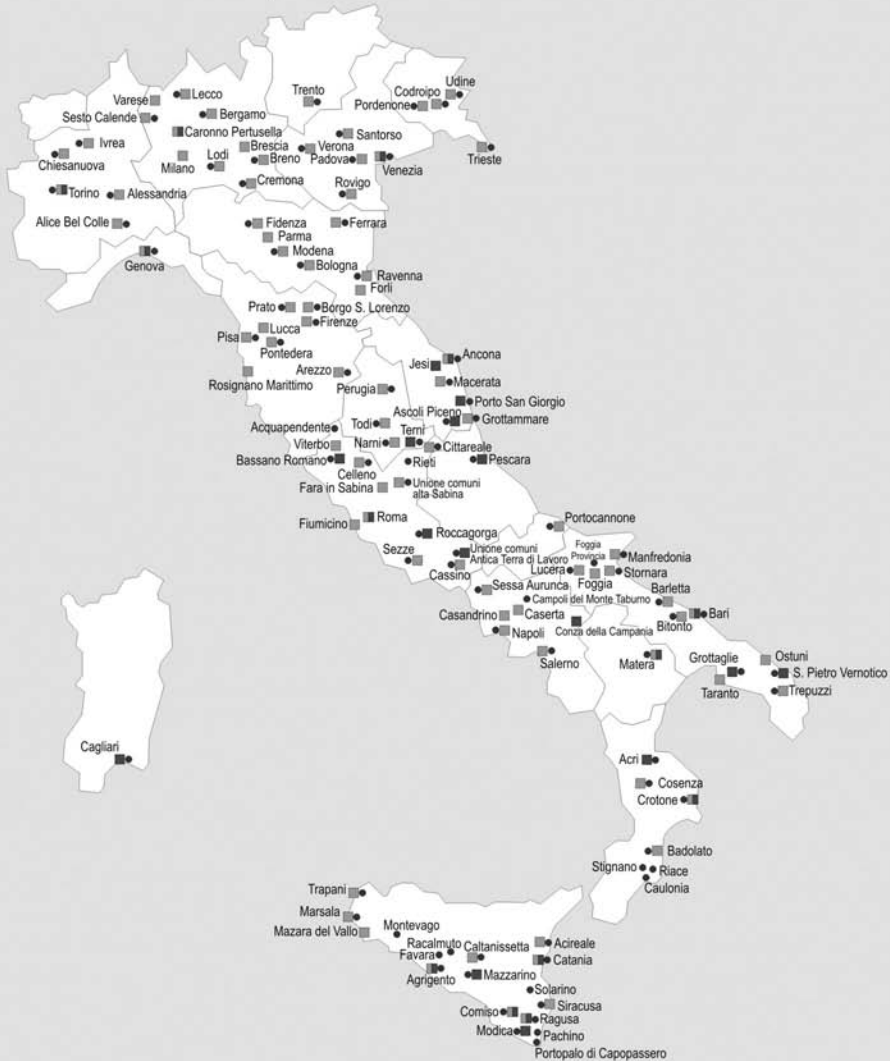 Udine
Lecco
Trento
Codroipo
Varese
Pordenone
Bergamo
Sesto Calende
Caronno Pertusella
Santorso
Ivrea
Brescia
Verona
Lodi
Breno
Padova
Venezia
Trieste
Chiesanuova
Milano
Cremona
Torino
Alessandria
Rovigo
Alice Bel Colle
Fidenza
Ferrara
Parma
Modena
Genova
Bologna
Ravenna
Forli
Prato
Borgo S. Lorenzo
Firenze
Lucca
Pisa
Pontedera
Ancona
Jesi
Arezzo
Macerata
Rosignano Marittimo
Perugia
Porto San Giorgio
Ascoli Piceno
Grottammare
Acquapendente
Todi
Terni
Viterbo
Narni
Cittareale
Bassano Romano
Pescara
Celleno
Rieti
Fara in Sabina
Unione comuni
alta Sabina
Fiumicino
Roma
Portocannone
Roccagorga
Foggia
Provincia
Unione comuni
Antica Terra di Lavoro
Manfredonia
Sezze
Cassino
Lucera
Foggia
Stornara
Sessa Aurunca
Barletta
Campoli del Monte Taburno
Casandrino
Caserta
Bari
Bitonto
Napoli
Conza della Campania
Salerno
Matera
Grottaglie
Ostuni
S. Pietro Vernotico
Taranto
Trepuzzi
Cagliari
Acri
Cosenza
Crotone
Badolato
Stignano
Riace
Caulonia
Trapani
Marsala
Mazara del Vallo
Montevago
Racalmuto
Caltanissetta
Acireale
Favara
Catania
Agrigento
Mazzarino
Solarino
Siracusa
Comiso
Ragusa
Modica
Pachino
Portopalo di Capopassero